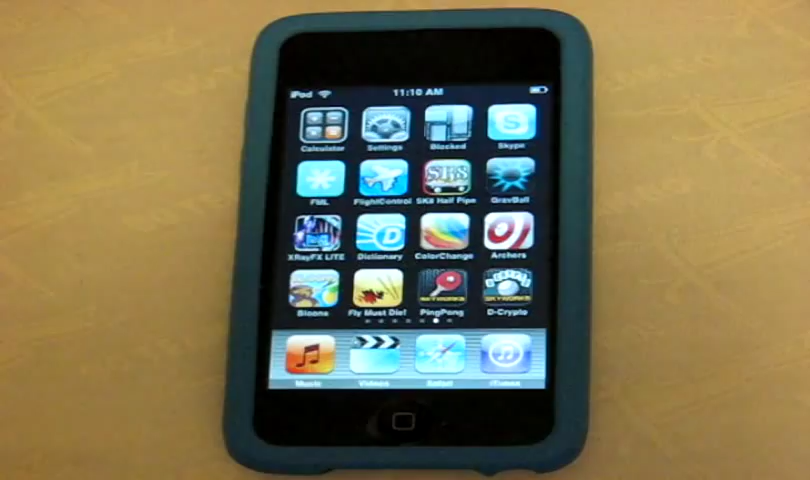 iPod 11:10 AM
Calculator Settings Blocked Skype
FML FlightControl SK8 Half Pipe GravBall
XRayFX LITE Dictionary ColorChange Archers
Bloons Fly Must Die! PingPong D-Crypto
Music Videos Safari iTunes